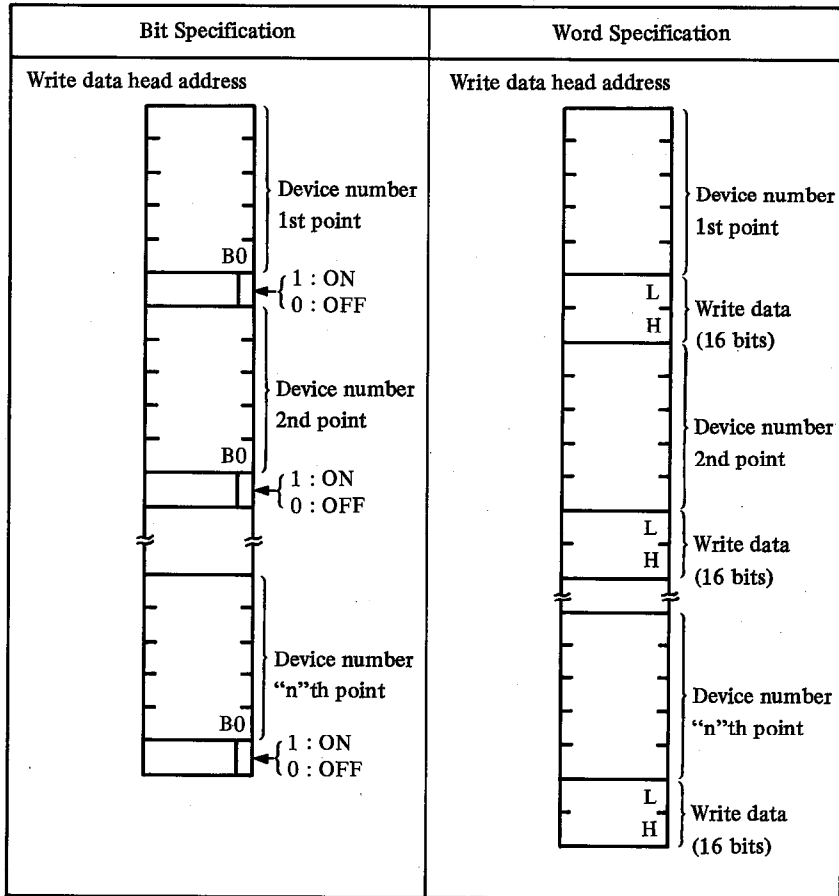 Bit Specification
Write data head address
Device number
1st point
B0
1 : ON
0 : OFF
Device number
2nd point
B0
1 : ON
0 : OFF
Device number
“n”th point
B0
1 : ON
0 : OFF
Word Specification
Write data head address
Device number
1st point
L
H
Write data
(16 bits)
Device number
2nd point
L
H
Write data
(16 bits)
Device number
“n”th point
L
H
Write data
(16 bits)